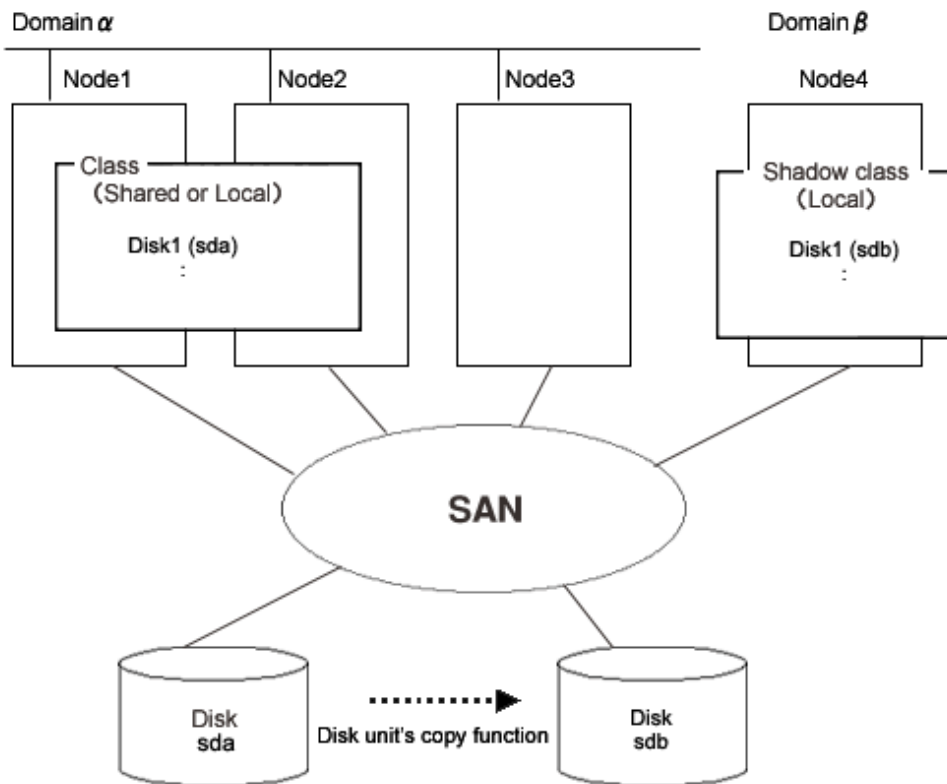 Domain α
Domain β
Node1
Node2
Node3
Node4
Class
(Shared or Local)
Disk1 (sda)
:
Shadow class
(Local)
Disk1 (sdb)
:
SAN
Disk
sda
Disk unit's copy function
Disk
sdb